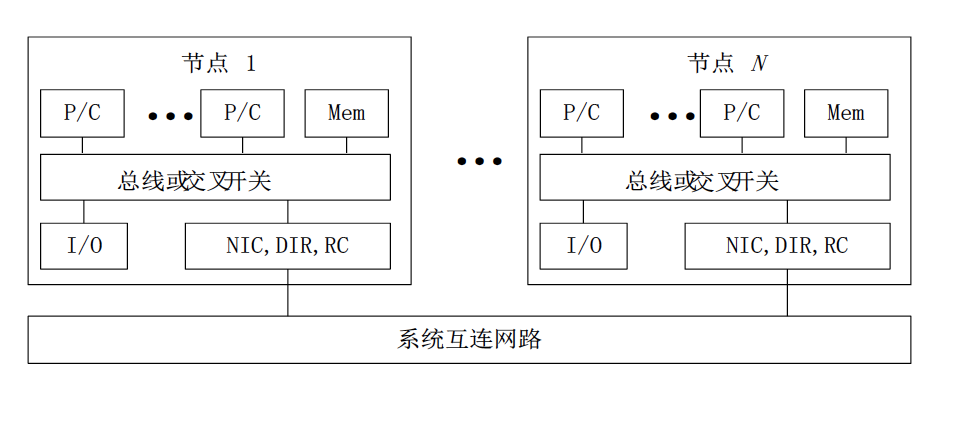 节点 1
P/C ••• P/C Mem
总线或交叉开关
I/O NIC,DIR,RC
•••
节点 N
P/C ••• P/C Mem
总线或交叉开关
I/O NIC,DIR,RC
系统互连网路